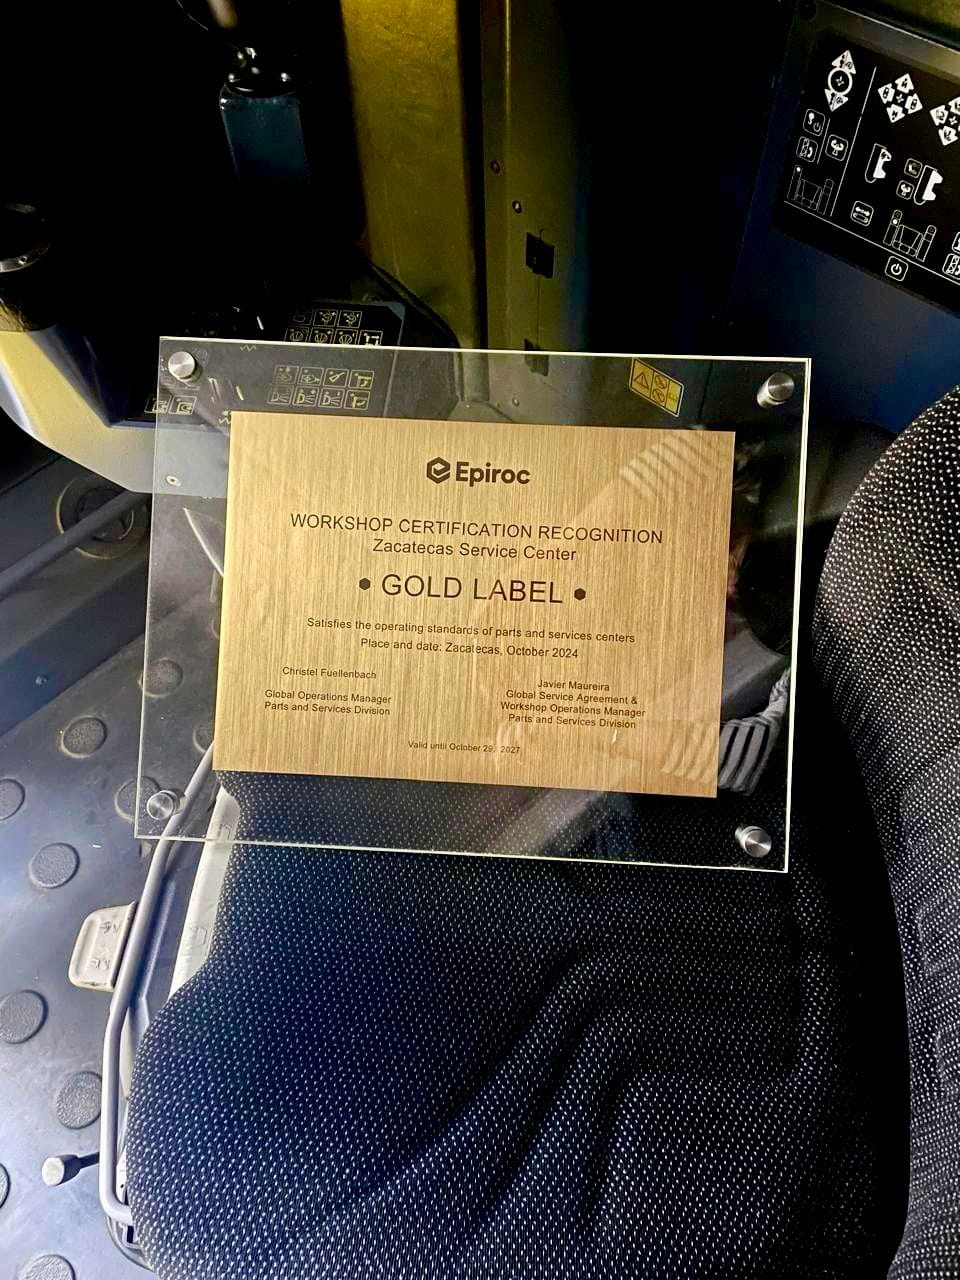 Epiroc
WORKSHOP CERTIFICATION RECOGNITION
Zacatecas Service Center
• GOLD LABEL •
Satisfies the operating standards of parts and services centers
Place and date: Zacatecas, October 2024
Christel Fuellenbach
Global Operations Manager
Parts and Services Division
Javier Maureira
Global Service Agreement &
Workshop Operations Manager
Parts and Services Division
Valid until October 29, 2027